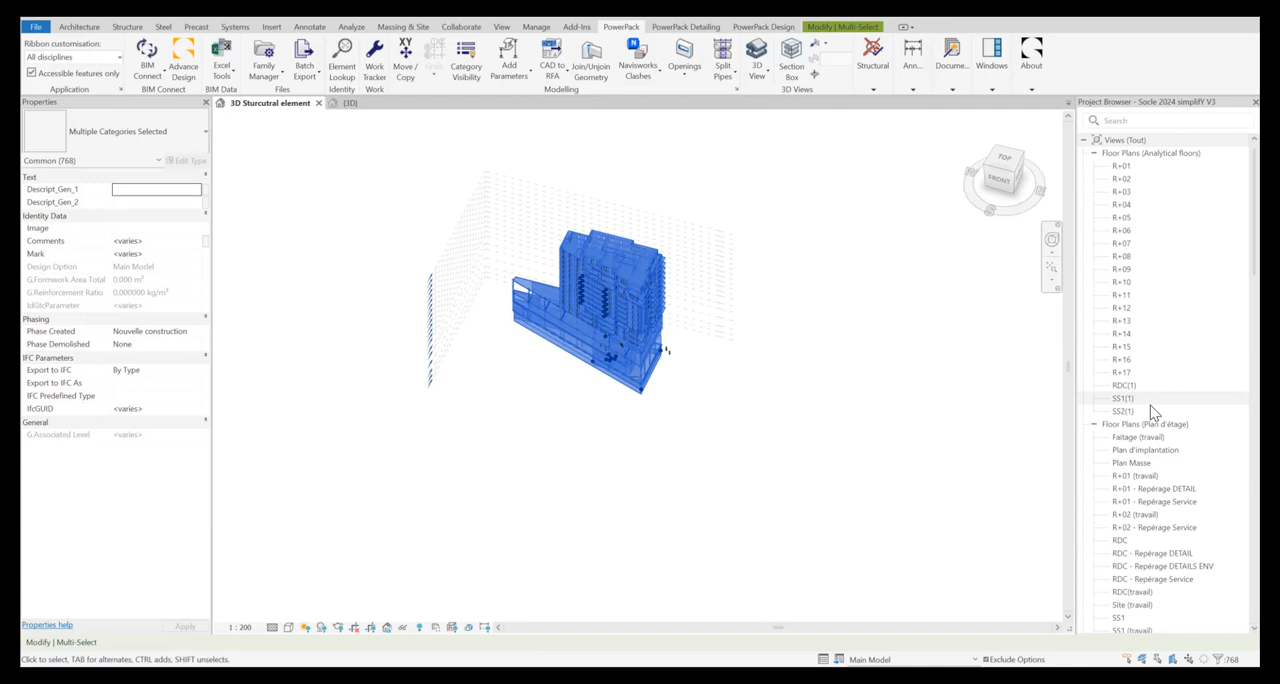 File Architecture Structure Steel Precast Systems Insert Annotate Analyze Massing & Site Collaborate View Manage Add-Ins PowerPack PowerPack Detailing PowerPack Design Modify | Multi-Select
Ribbon customisation:
All disciplines
Accessible features only
Application
BIM Connect
Advance Design
BIM Connect
Excel Tools
BIM Data
Family Manager
Batch Export
Files
Element Lookup
Identity
Work Tracker
Work
XY
Move / Copy
Grids
Category Visibility
Add Parameters
CAD to RFA
Join/Unjoin Geometry
Navisworks Clashes
Openings
Split Pipes
Modelling
3D View
Section Box
3D Views
Structural
Ann...
Docume...
Windows
About
Properties
Multiple Categories Selected
Common (768)
Edit Type
Text
Descript_Gen_1
Descript_Gen_2
Identity Data
Image
Comments <varies>
Mark <varies>
Design Option Main Model
G.Formwork Area Total 0,000 m³
G.Reinforcement Ratio 0,000000 kg/m³
IdGtcParameter <varies>
Phasing
Phase Created Nouvelle construction
Phase Demolished None
IFC Parameters
Export to IFC By Type
Export to IFC As
IFC Predefined Type
IfcGUID <varies>
General
G.Associated Level <varies>
Properties help
Apply
3D Sturcutral element
{3D}
TOP
FRONT
1 : 200
Project Browser - Socle 2024 simplifY V3
Search
Views (Tout)
Floor Plans (Analytical floors)
R+01
R+02
R+03
R+04
R+05
R+06
R+07
R+08
R+09
R+10
R+11
R+12
R+13
R+14
R+15
R+16
R+17
RDC(1)
SS1(1)
SS2(1)
Floor Plans (Plan d'étage)
Faitage (travail)
Plan d'implantation
Plan Masse
R+01 (travail)
R+01 - Repérage DETAIL
R+01 - Repérage Service
R+02 (travail)
R+02 - Repérage Service
RDC
RDC - Repérage DETAIL
RDC - Repérage DETAILS ENV
RDC - Repérage Service
RDC(travail)
Site (travail)
SS1
SS1 (travail)
Modify | Multi-Select
Click to select, TAB for alternates, CTRL adds, SHIFT unselects.
Main Model
Exclude Options
:768